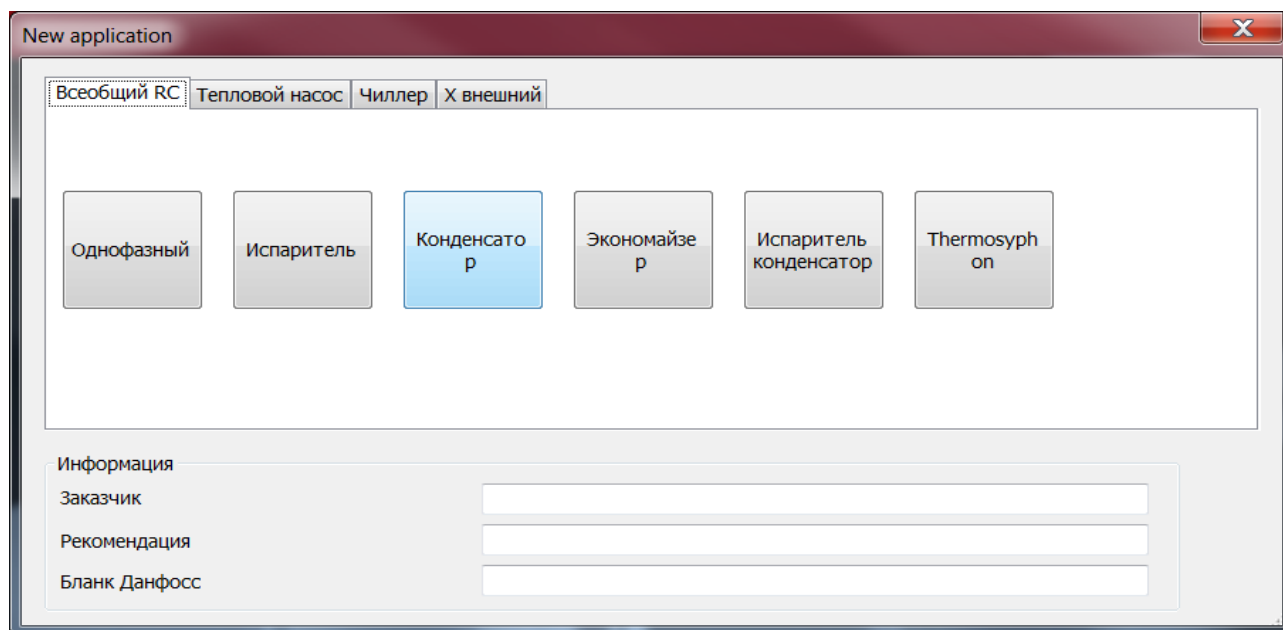 New application
Всеобщий RC Тепловой насос Чиллер X внешний
Однофазный
Испаритель
Конденсато
р
Экономайзе
р
Испаритель
конденсатор
Thermosyph
on
Информация
Заказчик
Рекомендация
Бланк Данфосс